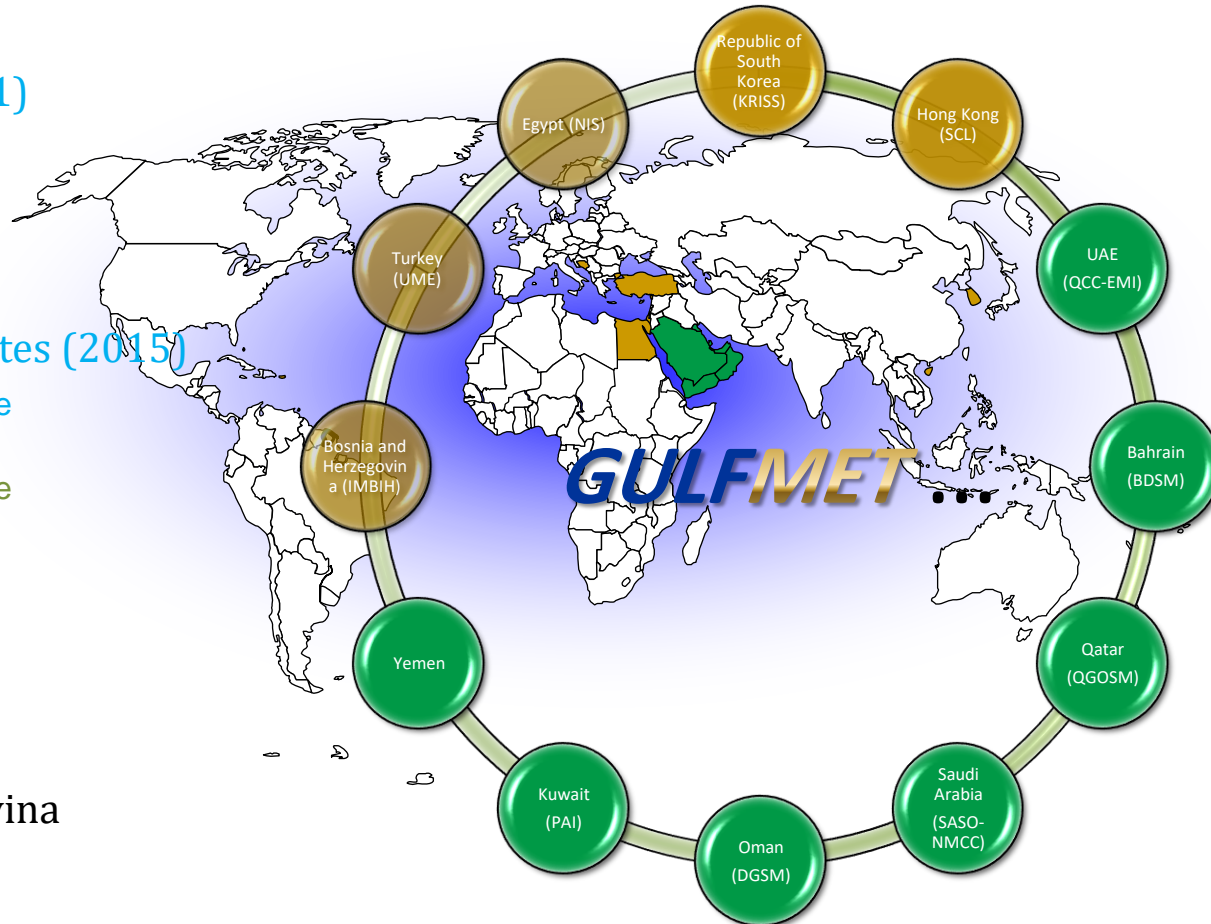 1)
tes (2015)
e
e
vina
Republic of
South
Korea
(KRISS)
Hong Kong
(SCL)
UAE
(QCC-EMI)
Bahrain
(BDSM)
Qatar
(QGOSM)
Saudi
Arabia
(SASO-
NMCC)
Oman
(DGSM)
Kuwait
(PAI)
Yemen
Bosnia and
Herzegovin
a (IMBIH)
Turkey
(UME)
Egypt (NIS)
GULFMET
...